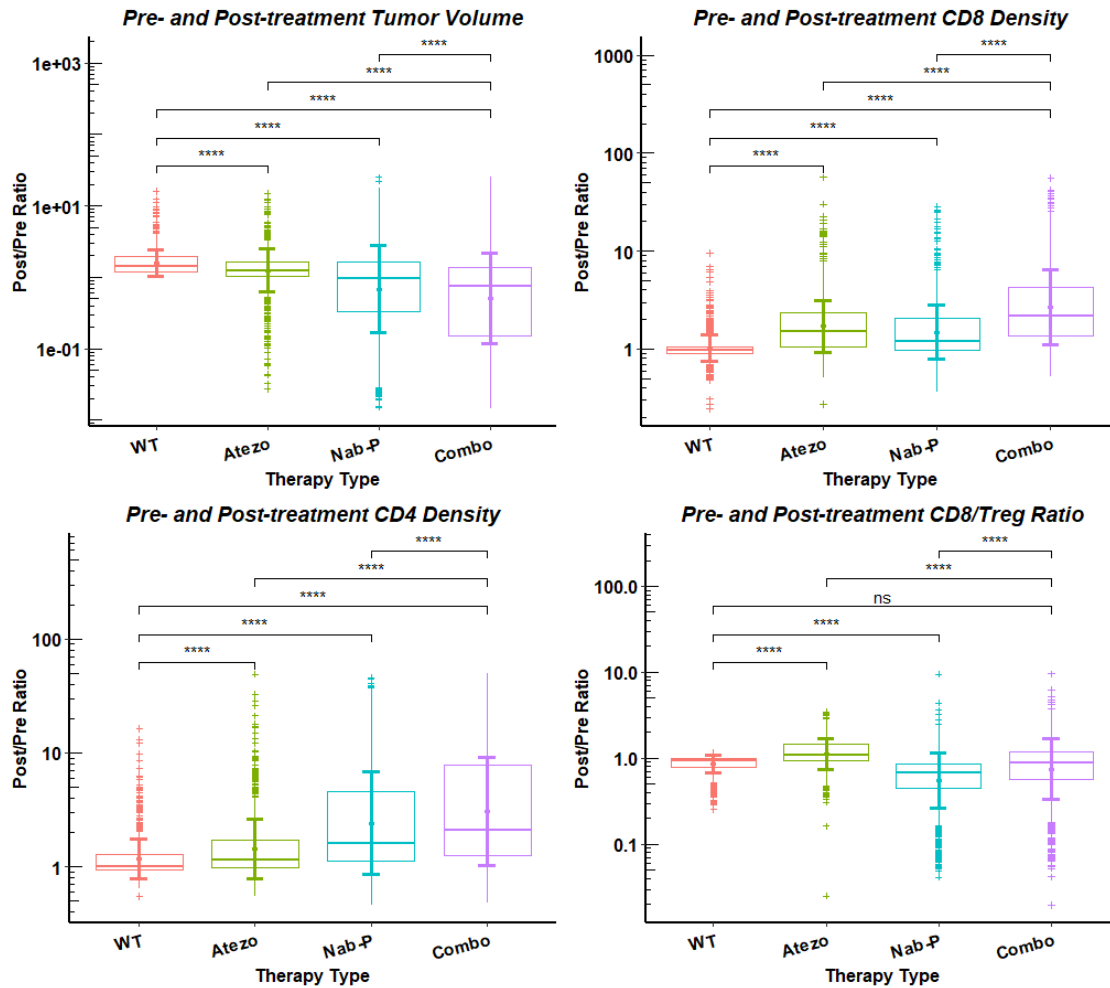 Pre- and Post-treatment Tumor Volume
Post/Pre Ratio
1e+03
1e+01
1e-01
****
****
****
****
****
WT
Atezo
Nab-P
Combo
Therapy Type
Pre- and Post-treatment CD8 Density
Post/Pre Ratio
1000
100
10
1
****
****
****
****
****
WT
Atezo
Nab-P
Combo
Therapy Type
Pre- and Post-treatment CD4 Density
Post/Pre Ratio
100
10
1
****
****
****
****
****
WT
Atezo
Nab-P
Combo
Therapy Type
Pre- and Post-treatment CD8/Treg Ratio
Post/Pre Ratio
100.0
10.0
1.0
0.1
****
****
ns
****
****
WT
Atezo
Nab-P
Combo
Therapy Type